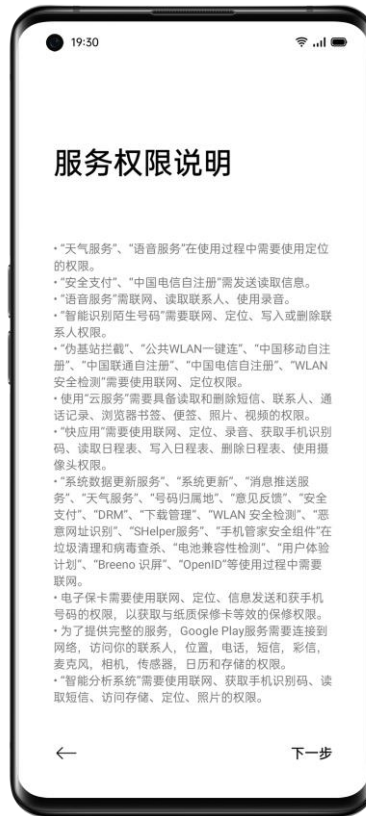 19:30
服务权限说明
• “天气服务”、“语音服务”在使用过程中需要使用定位
的权限。
• “安全支付”、“中国电信自注册”需发送读取信息。
• “语音服务”需联网、读取联系人、使用录音。
• “智能识别陌生号码”需要联网、定位、写入或删除联
系人权限。
• “伪基站拦截”、“公共WLAN一键连”、“中国移动自注
册”、“中国联通自注册”、“中国电信自注册”、“WLAN
安全检测”需要使用联网、定位权限。
• 使用“云服务”需要具备读取和删除短信、联系人、通
话记录、浏览器书签、便签、照片、视频的权限。
• “快应用”需要使用联网、定位、录音、获取手机识别
码、读取日程表、写入日程表、删除日程表、使用摄
像头权限。
• “系统数据更新服务”、“系统更新”、“消息推送服
务”、“天气服务”、“号码归属地”、“意见反馈”、“安全
支付”、“DRM”、“下载管理”、“WLAN 安全检测”、“恶
意网址识别”、“SHelper服务”、“手机管家安全组件”在
垃圾清理和病毒查杀、“电池兼容性检测”、“用户体验
计划”、“Breeno 识屏”、“OpenID”等使用过程中需要
联网。
• 电子保卡需要使用联网、定位、信息发送和获手机
号码的权限，以获取与纸质保修卡等效的保修权限。
• 为了提供完整的服务，Google Play服务需要连接到
网络，访问你的联系人，位置，电话，短信，彩信，
麦克风，相机，传感器，日历和存储的权限。
• “智能分析系统”需要使用联网、获取手机识别码、读
取短信、访问存储、定位、照片的权限。
下一步